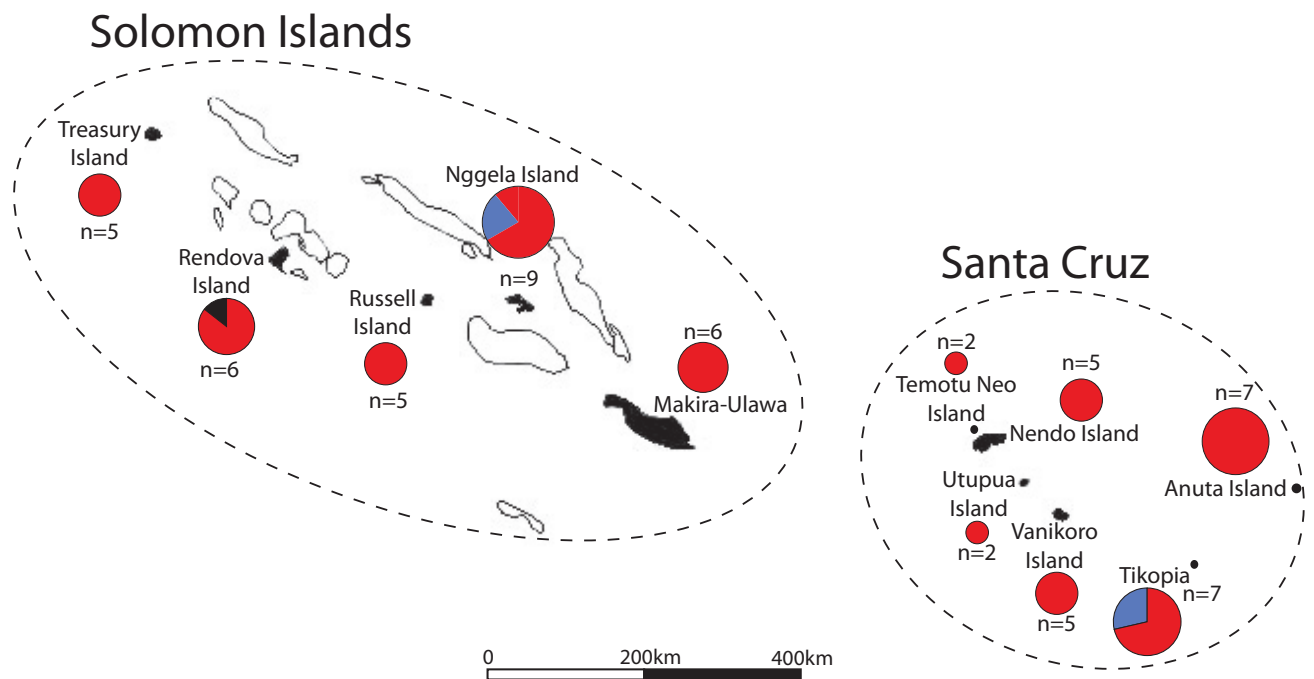 Solomon Islands
Treasury
Island
n=5
Nggela Island
n=9
Rendova
Island
n=6
Russell
Island
n=5
n=6
Makira-Ulawa
Santa Cruz
n=2
Temotu Neo
Island
n=5
Nendo Island
n=7
Anuta Island
Utupua
Island
n=2
Vanikoro
Island
n=5
Tikopia
n=7
0
200km
400km